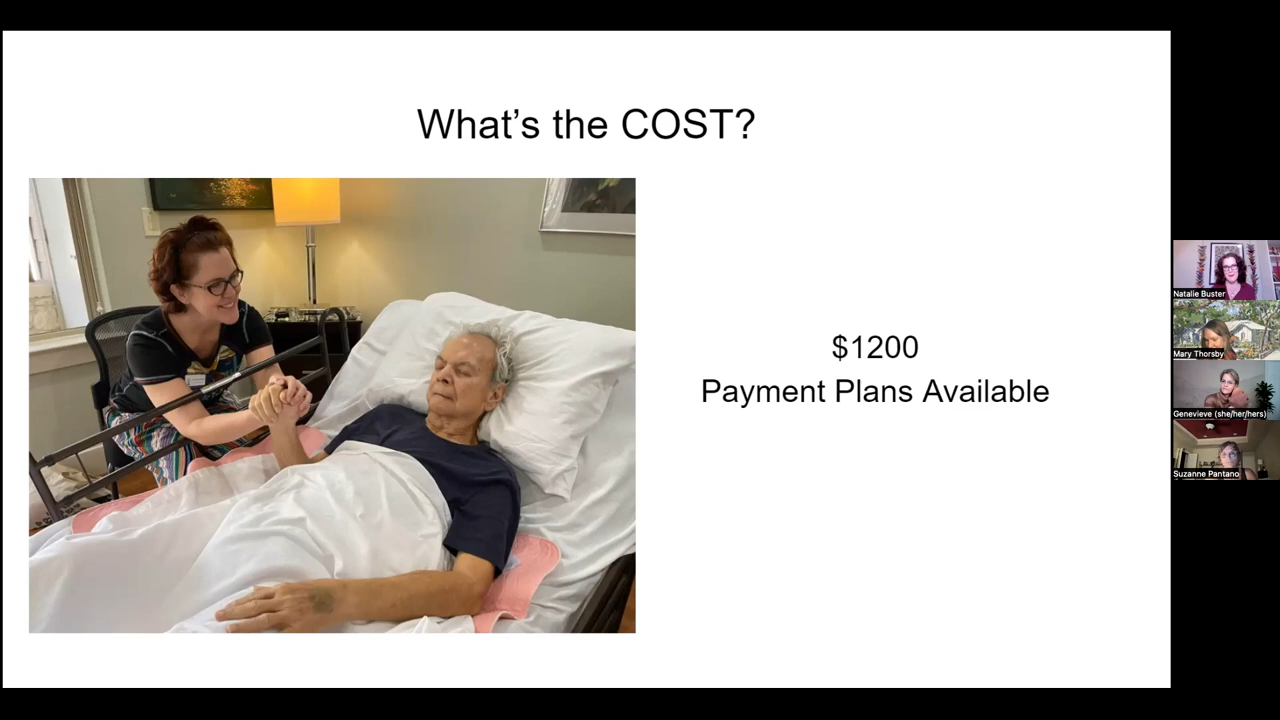 What's the COST?
$1200
Payment Plans Available
Natalie Buster
Mary Thorsby
Genevieve (she/her/hers)
Suzanne Pantano